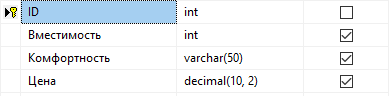 ID int
Вместимость int
Комфортность varchar(50)
Цена decimal(10, 2)